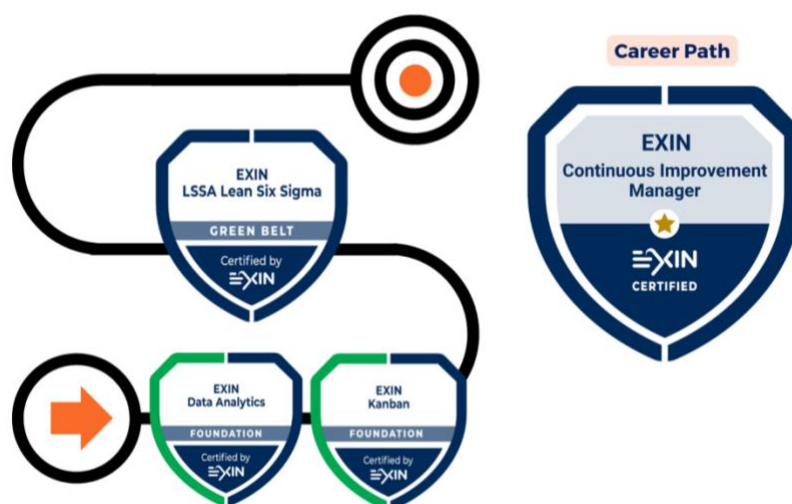 Career Path
EXIN
Continuous Improvement
Manager
EXIN
CERTIFIED
EXIN
LSSA Lean Six Sigma
GREEN BELT
Certified by
EXIN
EXIN
Data Analytics
FOUNDATION
Certified by
EXIN
EXIN
Kanban
FOUNDATION
Certified by
EXIN